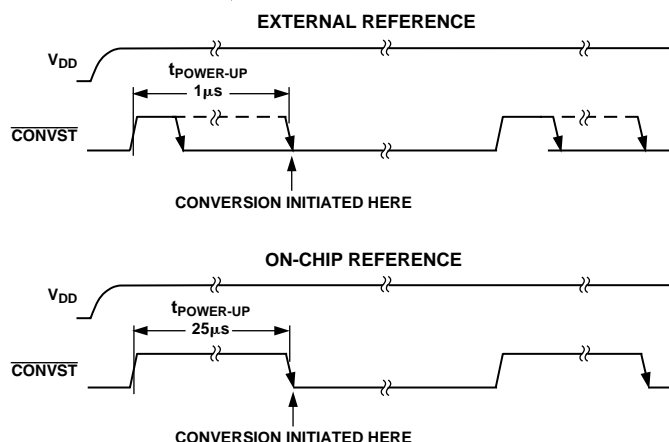 EXTERNAL REFERENCE
VDD
tPOWER-UP
1µs
CONVST
CONVERSION INITIATED HERE
ON-CHIP REFERENCE
VDD
tPOWER-UP
25µs
CONVST
CONVERSION INITIATED HERE